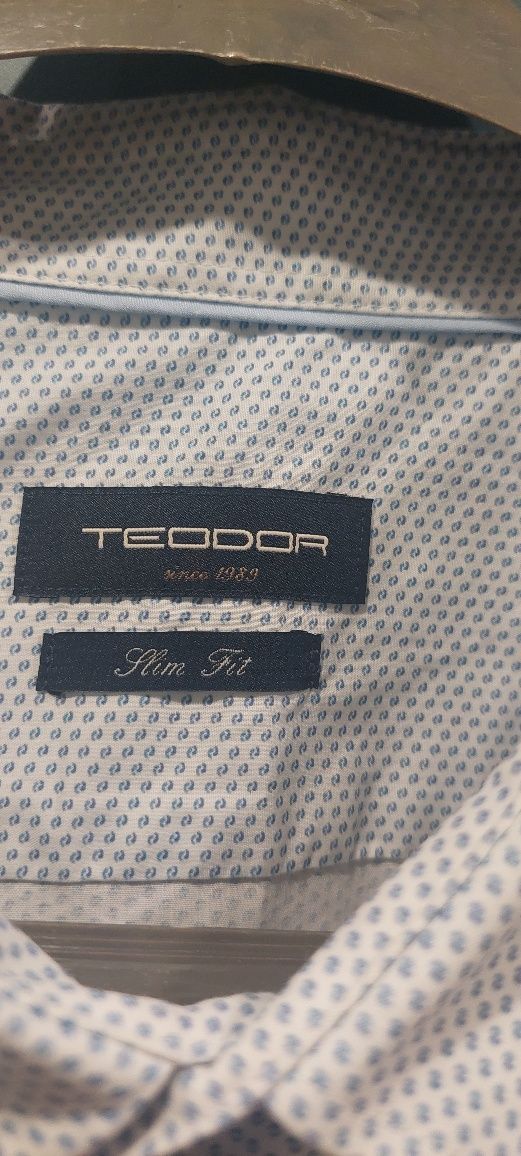 TEODOR
since 1989
Slim Fit